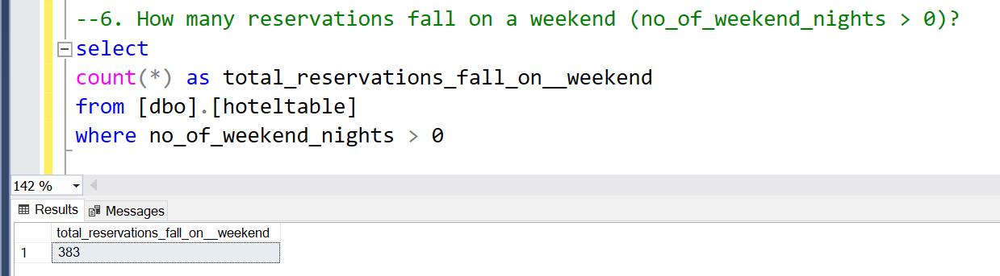 --6. How many reservations fall on a weekend (no_of_weekend_nights > 0)?
select
count(*) as total_reservations_fall_on__weekend
from [dbo].[hoteltable]
where no_of_weekend_nights > 0
142 %
Results Messages
total_reservations_fall_on__weekend
1 383